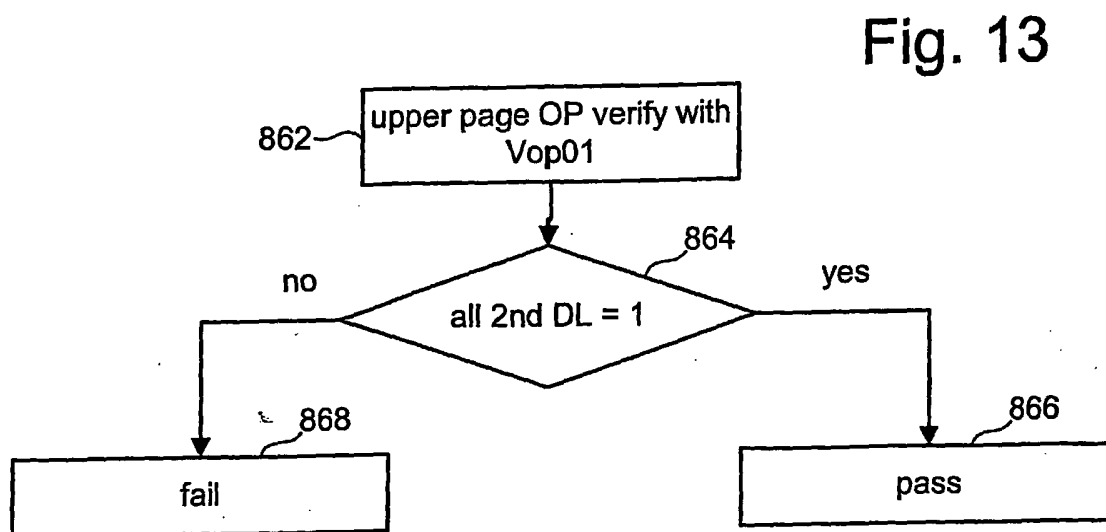 Fig. 13
upper page OP verify with
Vop01
862
864
no
yes
all 2nd DL = 1
868
866
fail
pass